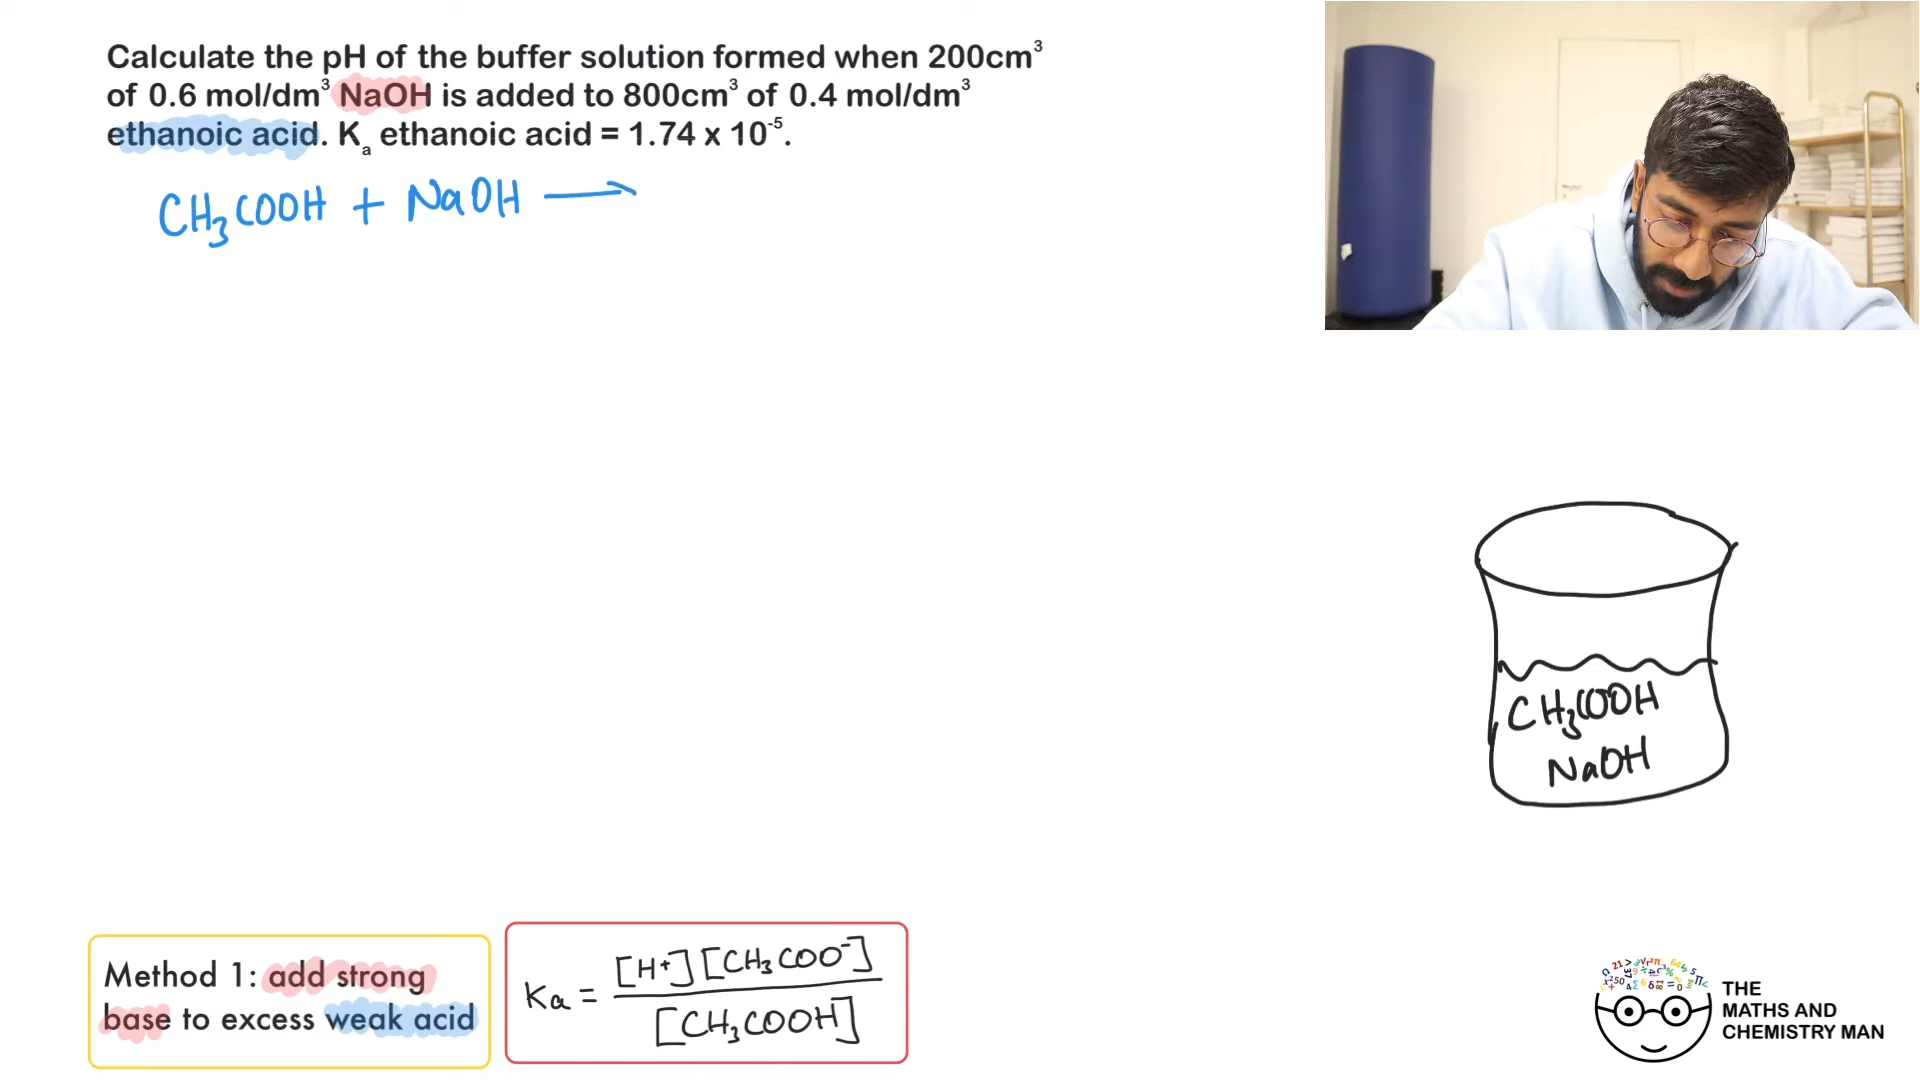 Calculate the pH of the buffer solution formed when 200cm³
of 0.6 mol/dm³ NaOH is added to 800cm³ of 0.4 mol/dm³
ethanoic acid. Kₐ ethanoic acid = 1.74 x 10⁻⁵.
CH₃COOH + NaOH ⟶
CH₃COOH
NaOH
Method 1: add strong
base to excess weak acid
Ka = [H⁺][CH₃COO⁻]
[CH₃COOH]
THE
MATHS AND
CHEMISTRY MAN